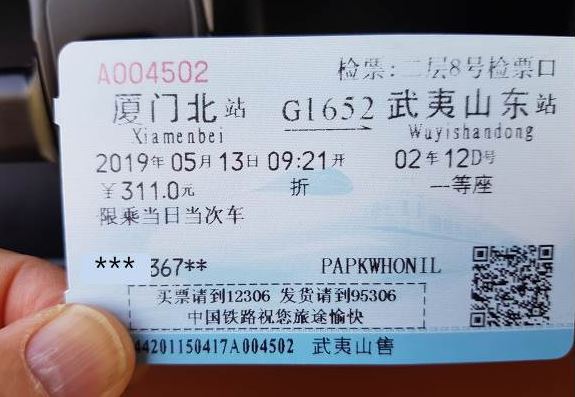 A004502
检票:二层8号检票口
厦门北站 G1652 武夷山东站
Xiamenbei Wuyishandong
2019年05月13日09:21开 02车12D号
￥311.0元 折 一等座
限乘当日当次车
*** 367** PAPKWHONIL
买票请到12306 发货请到95306
中国铁路祝您旅途愉快
44201150417A004502 武夷山售